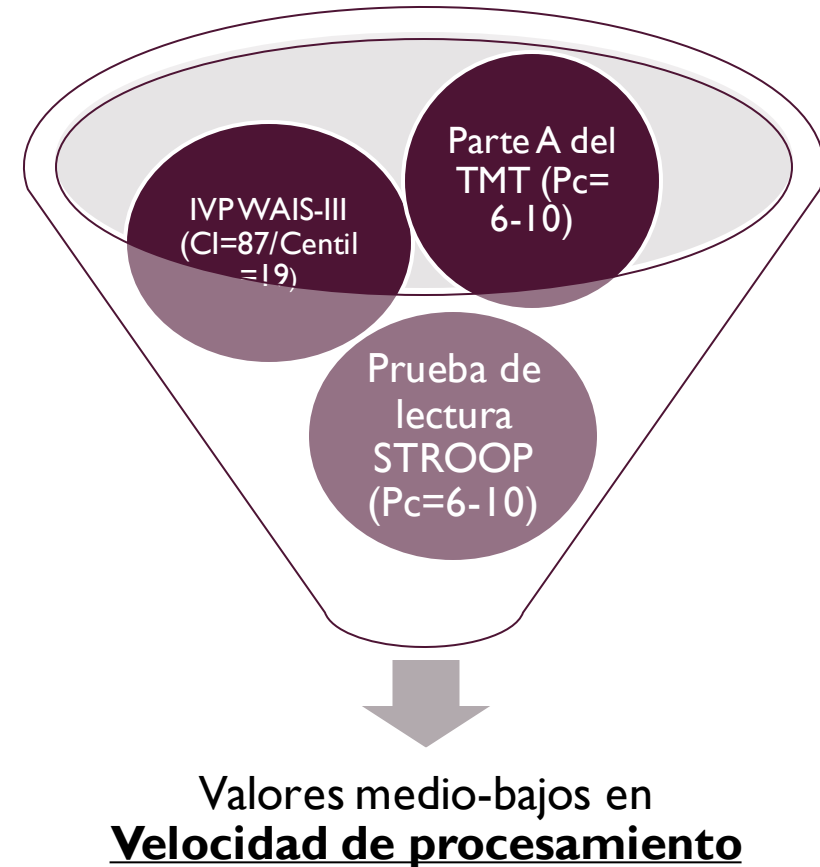 Parte A del
TMT (Pc=
6-10)
IVP WAIS-III
(CI=87/Centil
=19)
Prueba de
lectura
STROOP
(Pc=6-10)
Valores medio-bajos en
Velocidad de procesamiento